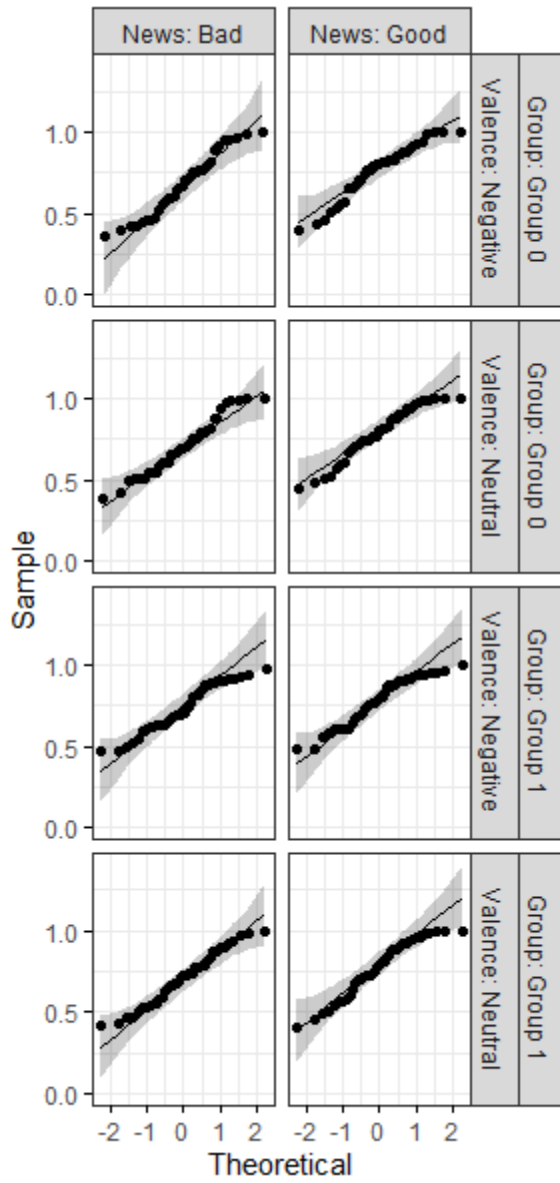 News: Bad
News: Good
1.0
0.5
0.0
Valence: Negative
Group: Group 0
1.0
0.5
0.0
Valence: Neutral
Group: Group 0
Sample
1.0
0.5
0.0
Valence: Negative
Group: Group 1
1.0
0.5
0.0
Valence: Neutral
Group: Group 1
-2 -1 0 1 2
-2 -1 0 1 2
Theoretical